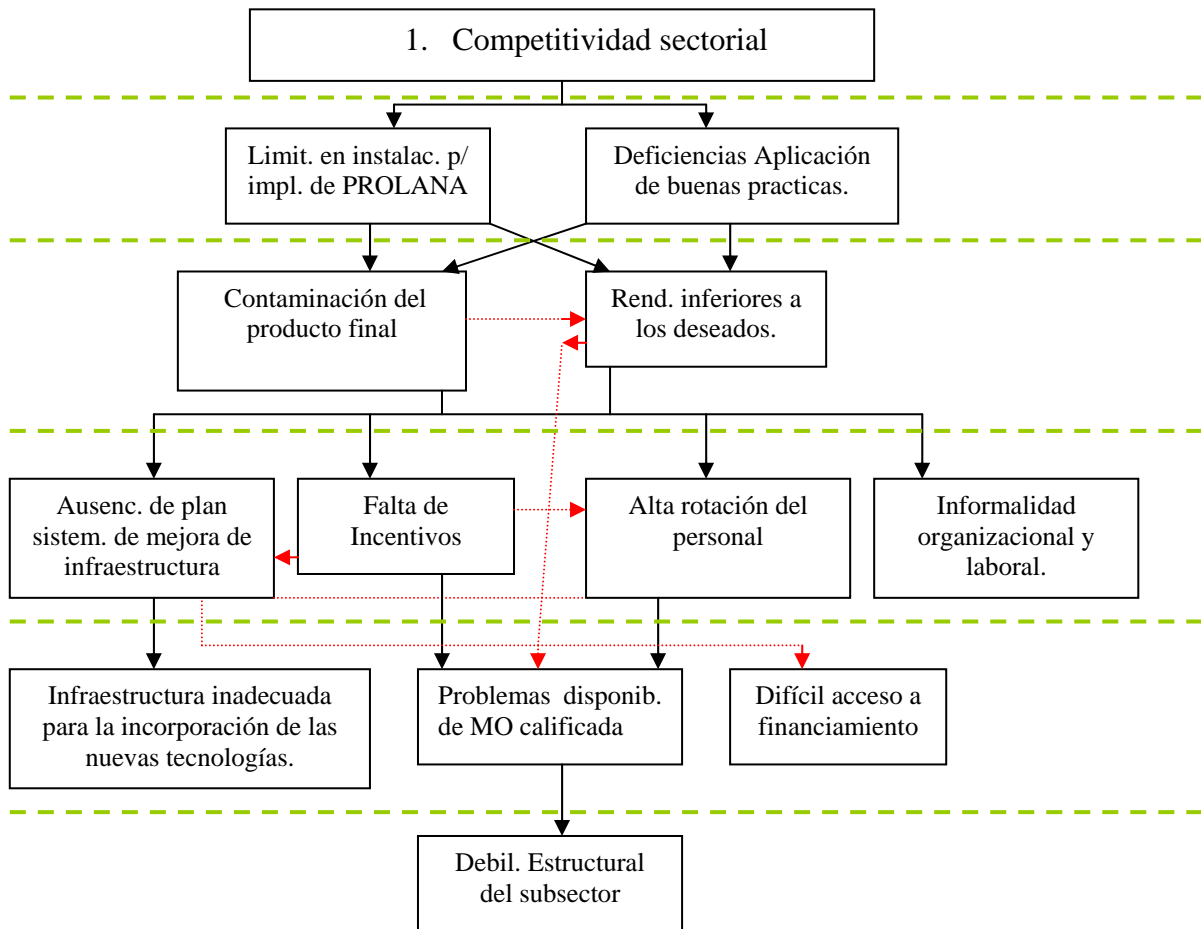 1. Competitividad sectorial
Limit. en instalac. p/
impl. de PROLANA
Deficiencias Aplicación
de buenas practicas.
Contaminación del
producto final
Rend. inferiores a
los deseados.
Ausenc. de plan
sistem. de mejora de
infraestructura
Falta de
Incentivos
Alta rotación del
personal
Informalidad
organizacional y
laboral.
Infraestructura inadecuada
para la incorporación de las
nuevas tecnologías.
Problemas disponib.
de MO calificada
Difícil acceso a
financiamiento
Debil. Estructural
del subsector